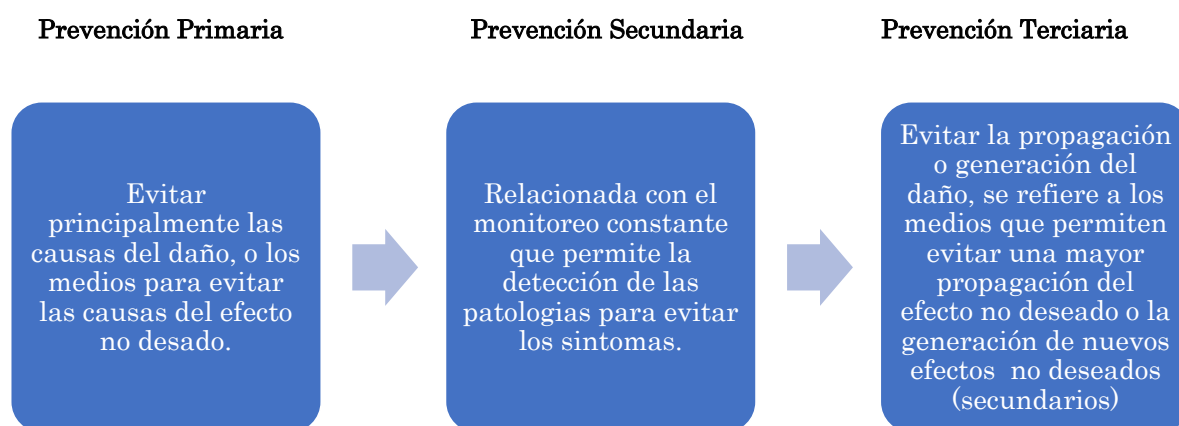 Prevención Primaria
Prevención Secundaria
Prevención Terciaria
Evitar
principalmente las
causas del daño, o los
medios para evitar
las causas del efecto
no desado.
Relacionada con el
monitoreo constante
que permite la
detección de las
patologias para evitar
los sintomas.
Evitar la propagación
o generación del
daño, se refiere a los
medios que permiten
evitar una mayor
propagación del
efecto no deseado o la
generación de nuevos
efectos no deseados
(secundarios)